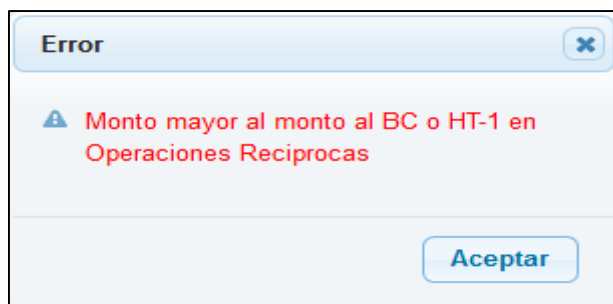 Error
Monto mayor al monto al BC o HT-1 en
Operaciones Reciprocas
Aceptar